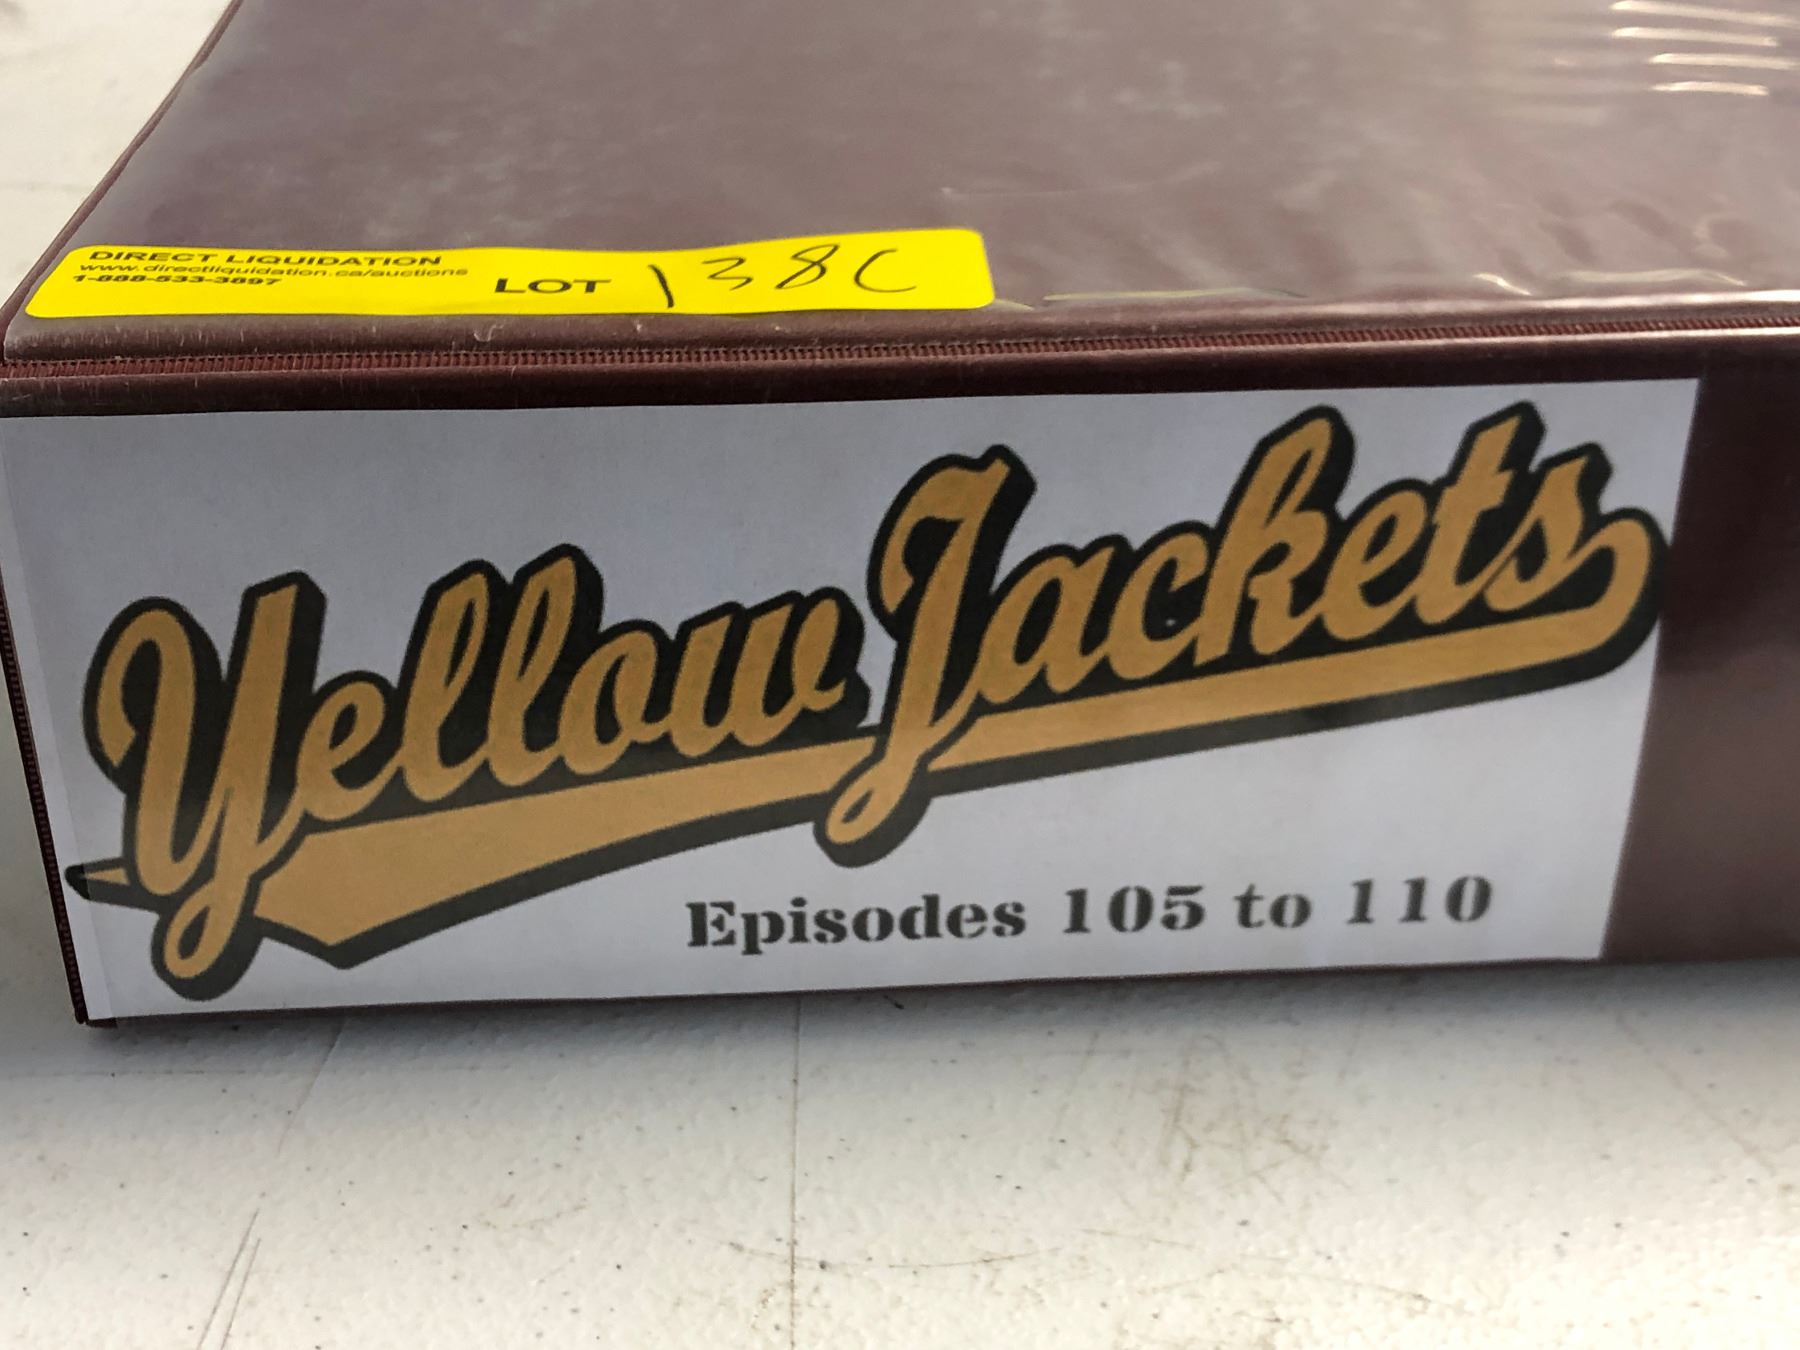 DIRECT LIQUIDATION
www.directliquidation.ca/auctions
1-888-533-3897
LOT 138C
Yellow Jackets
Episodes 105 to 110